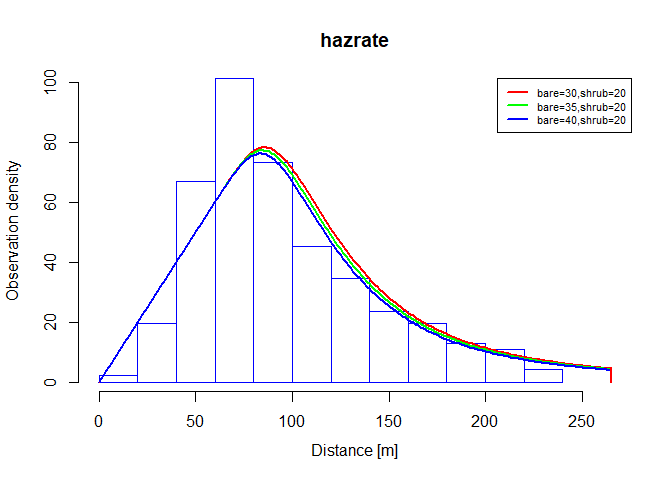 hazrate
bare=30,shrub=20
bare=35,shrub=20
bare=40,shrub=20
Observation density
100
80
60
40
20
0
0 50 100 150 200 250
Distance [m]